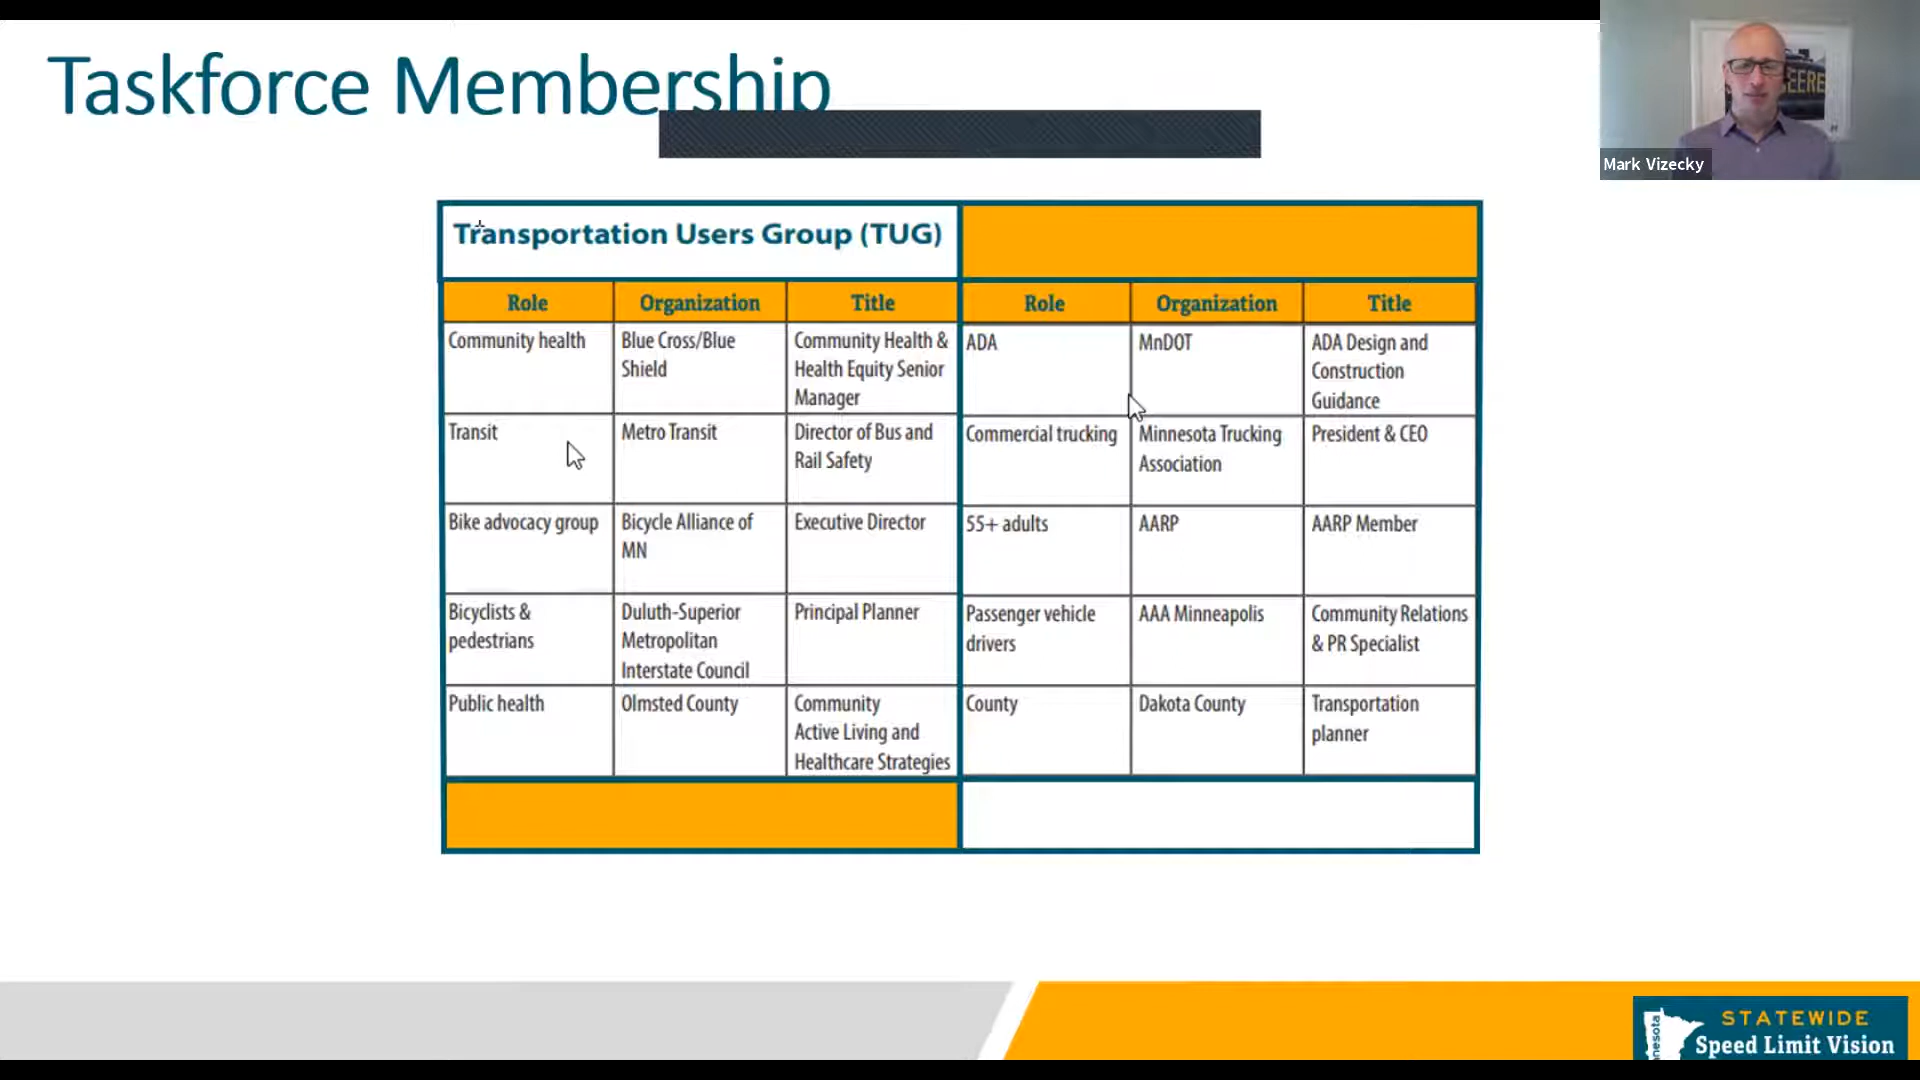 Taskforce Membership
EERE
Mark Vizecky
Transportation Users Group (TUG)
Role Organization Title
Community health Blue Cross/Blue Shield Community Health & Health Equity Senior Manager
Transit Metro Transit Director of Bus and Rail Safety
Bike advocacy group Bicycle Alliance of MN Executive Director
Bicyclists & pedestrians Duluth-Superior Metropolitan Interstate Council Principal Planner
Public health Olmsted County Community Active Living and Healthcare Strategies
Role Organization Title
ADA MnDOT ADA Design and Construction Guidance
Commercial trucking Minnesota Trucking Association President & CEO
55+ adults AARP AARP Member
Passenger vehicle drivers AAA Minneapolis Community Relations & PR Specialist
County Dakota County Transportation planner
nesota
STATEWIDE
Speed Limit Vision